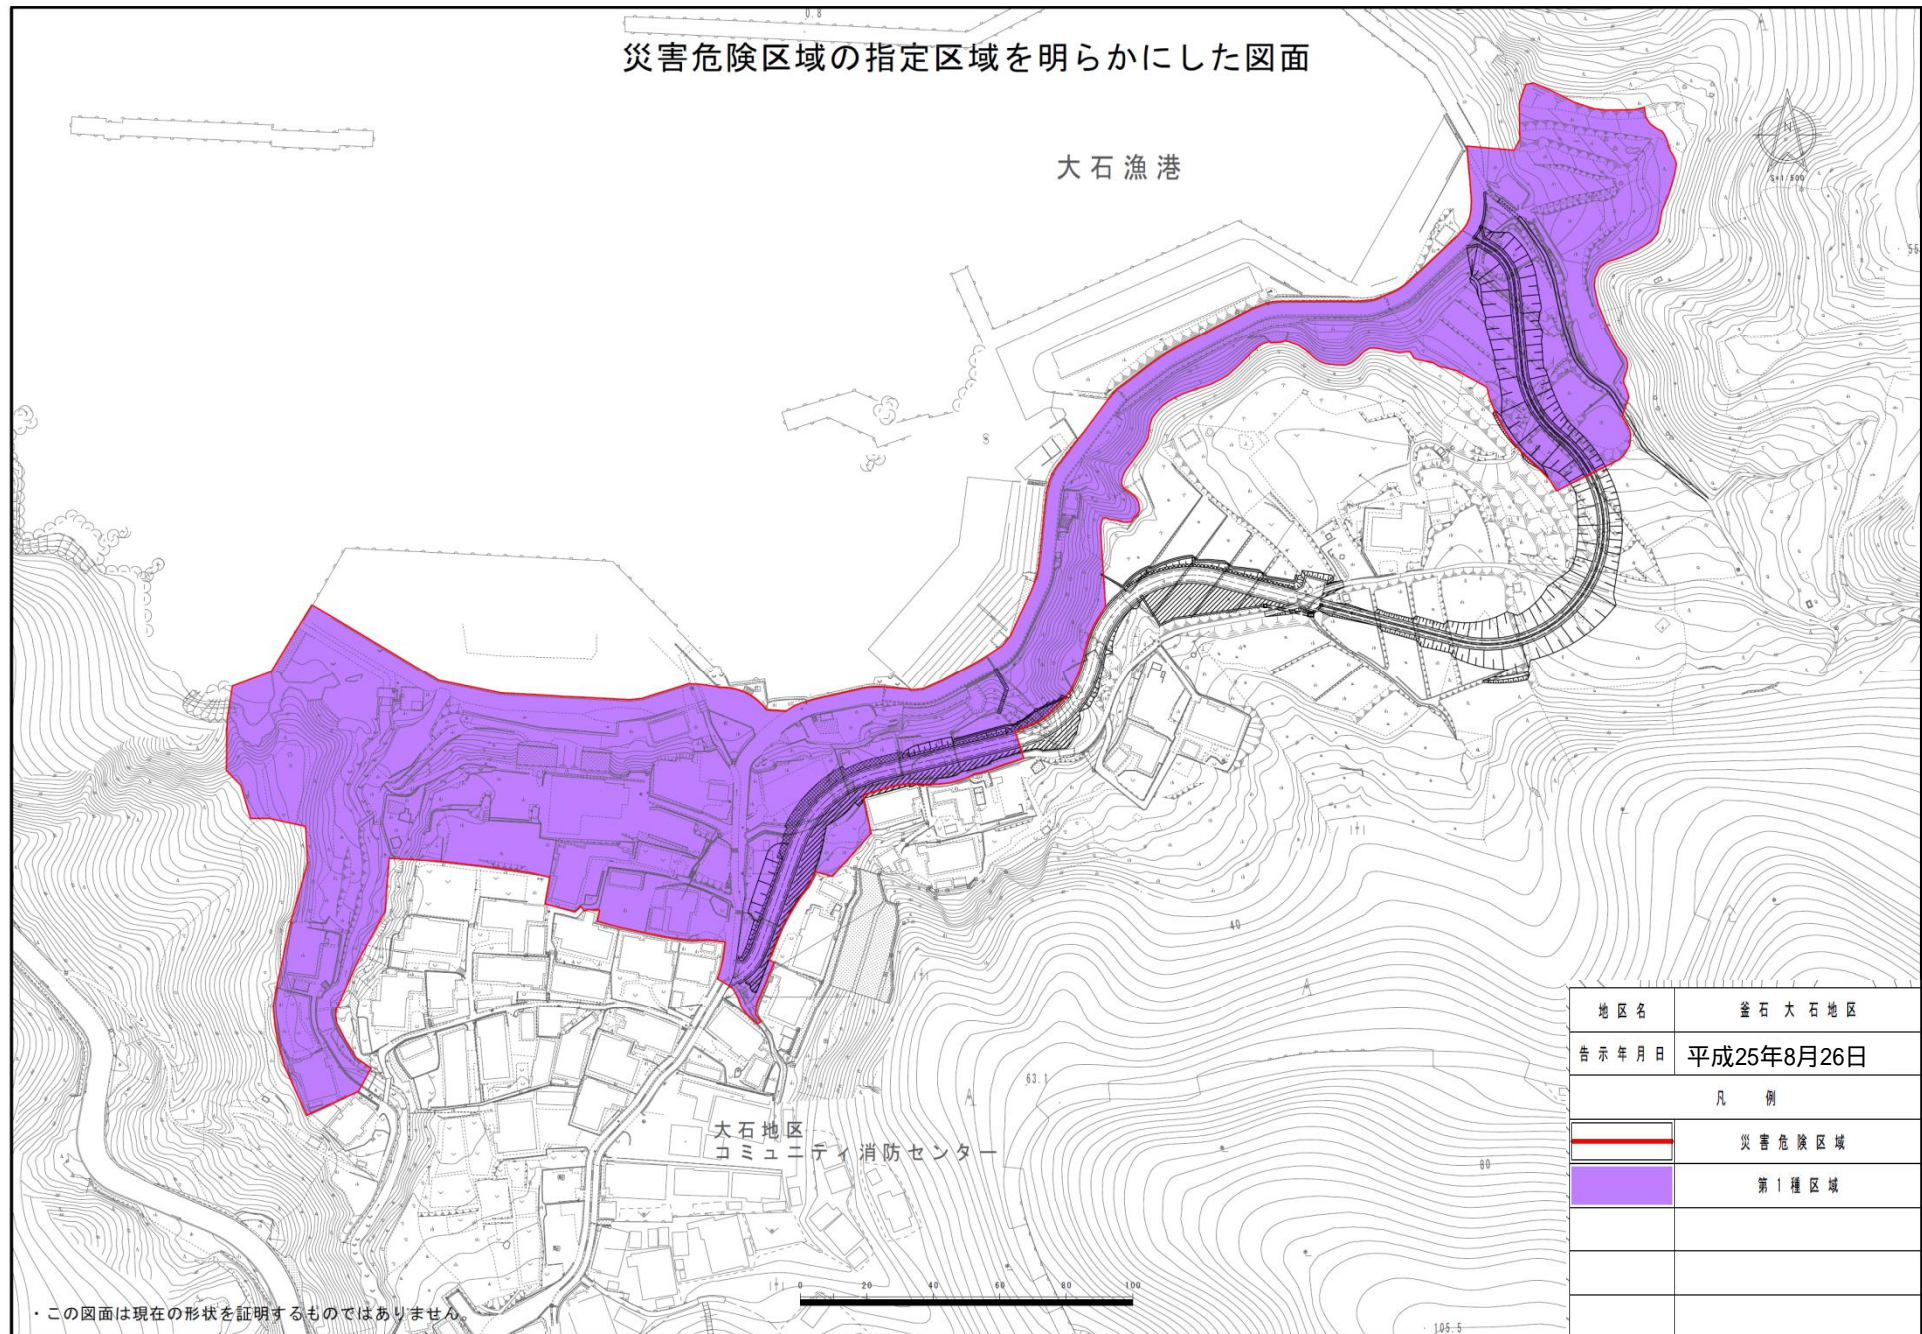 0.8
災害危険区域の指定区域を明らかにした図面
大石漁港
N
S=1:500
55
S
40
63.1
大石地区
コミュニティ消防センター
80
105.5
0 20 40 60 80 100
・この図面は現在の形状を証明するものではありません。
地区名 釜石 大石地区
告示年月日 平成25年8月26日
凡例
災害危険区域
第1種区域